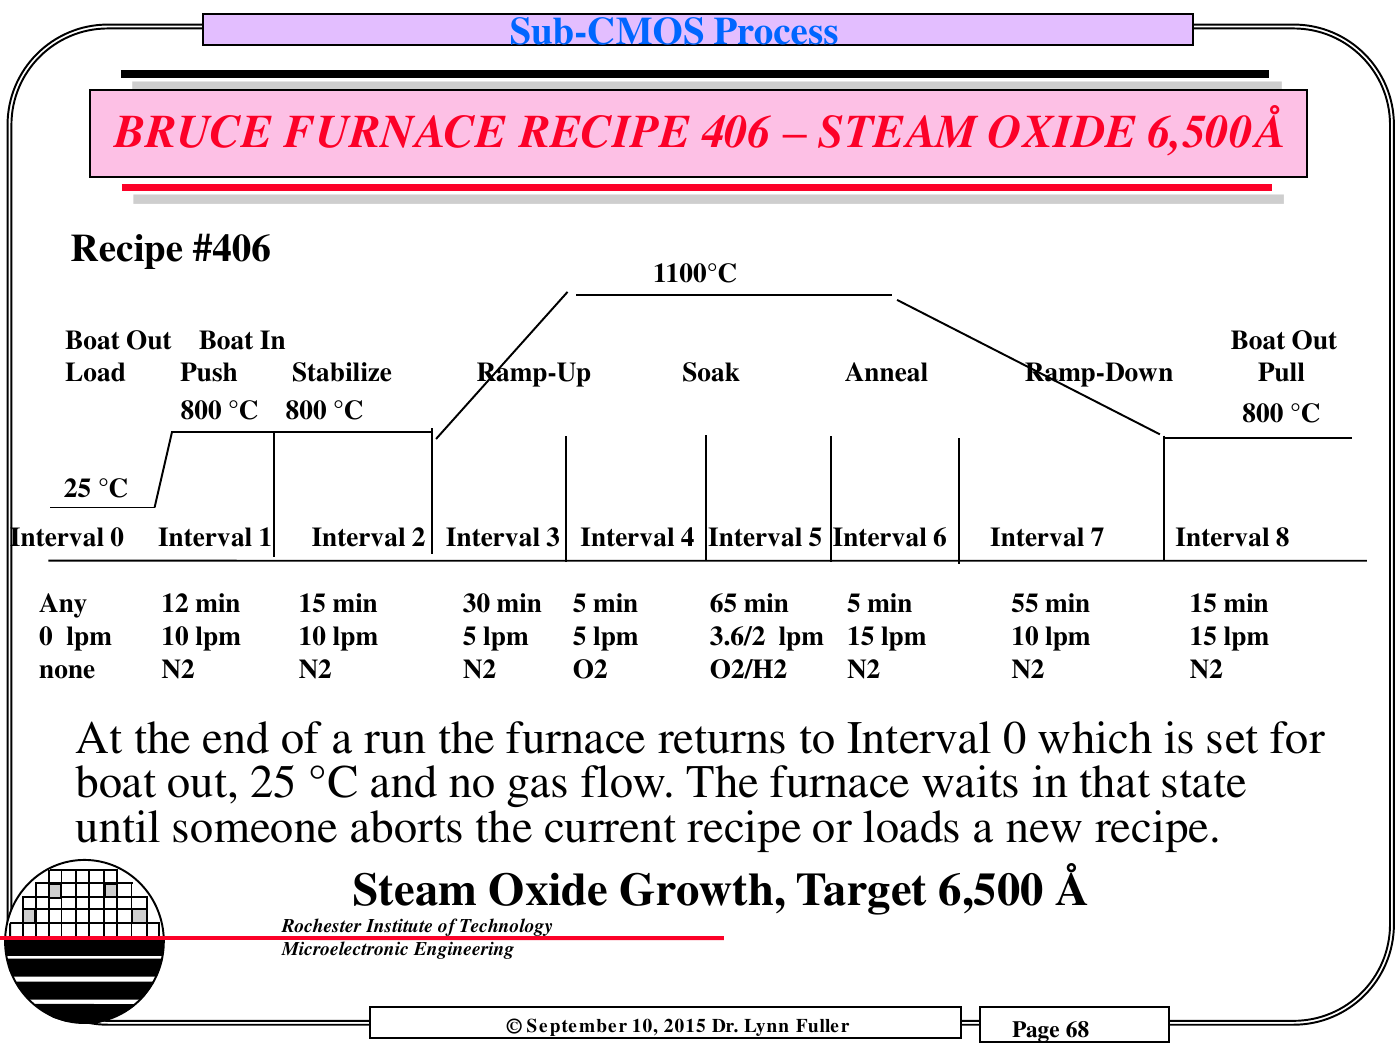 Sub-CMOS Process
BRUCE FURNACE RECIPE 406 – STEAM OXIDE 6,500Å
Recipe #406
1100°C
Boat Out Boat In Boat Out
Load Push Stabilize Ramp-Up Soak Anneal Ramp-Down Pull
800 °C 800 °C 800 °C
25 °C
Interval 0 Interval 1 Interval 2 Interval 3 Interval 4 Interval 5 Interval 6 Interval 7 Interval 8
Any 12 min 15 min 30 min 5 min 65 min 5 min 55 min 15 min
0 lpm 10 lpm 10 lpm 5 lpm 5 lpm 3.6/2 lpm 15 lpm 10 lpm 15 lpm
none N2 N2 N2 O2 O2/H2 N2 N2 N2
At the end of a run the furnace returns to Interval 0 which is set for
boat out, 25 °C and no gas flow. The furnace waits in that state
until someone aborts the current recipe or loads a new recipe.
Steam Oxide Growth, Target 6,500 Å
Rochester Institute of Technology
Microelectronic Engineering
© September 10, 2015 Dr. Lynn Fuller
Page 68